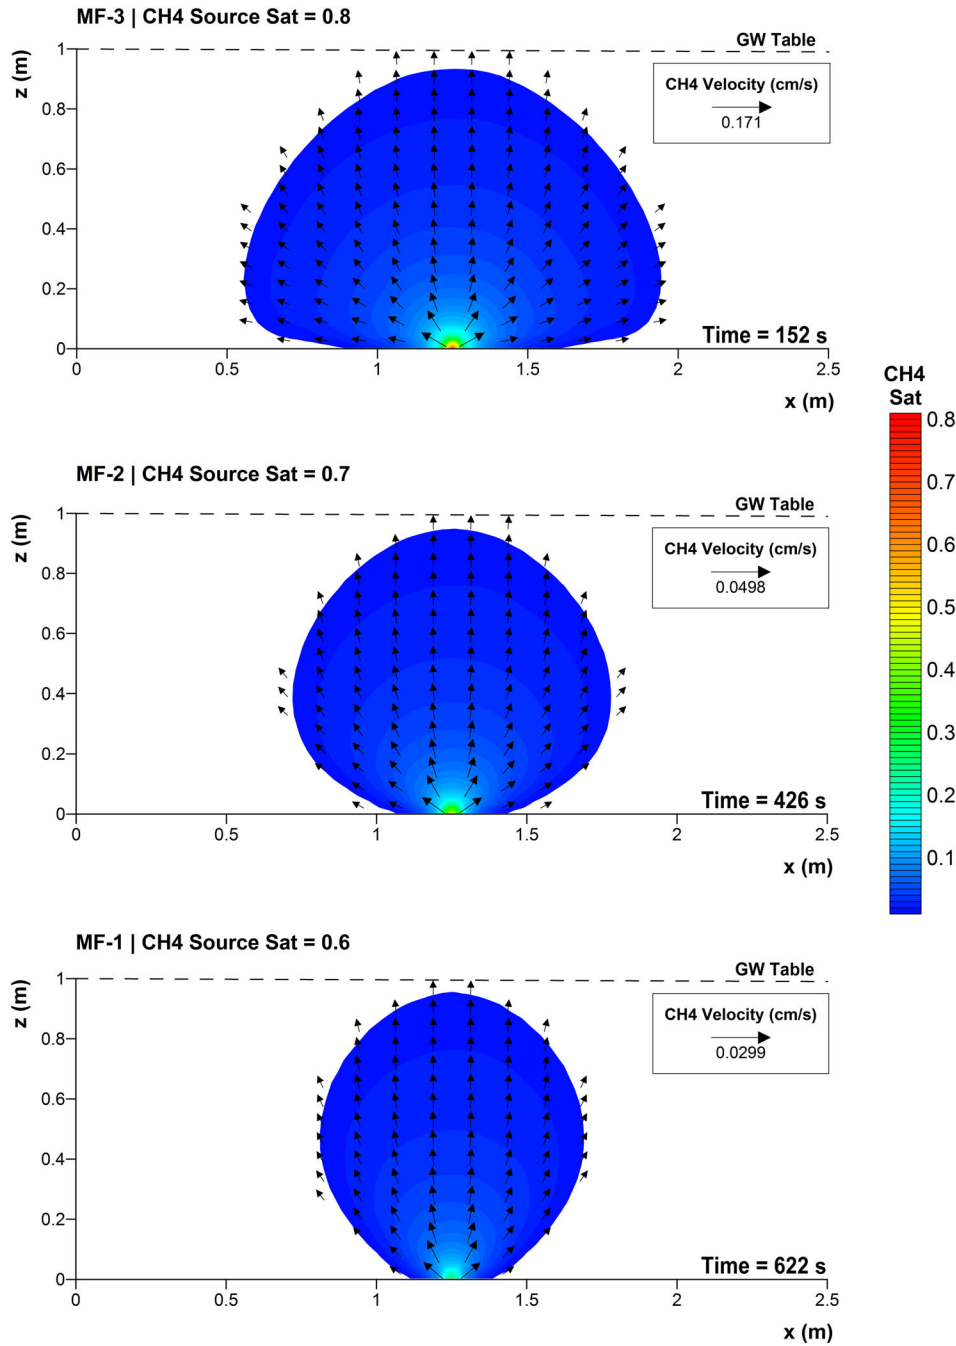 MF-3 | CH4 Source Sat = 0.8
GW Table
z (m)
1
0.8
0.6
0.4
0.2
0
CH4 Velocity (cm/s)
0.171
Time = 152 s
0 0.5 1 1.5 2 2.5
x (m)
MF-2 | CH4 Source Sat = 0.7
GW Table
z (m)
1
0.8
0.6
0.4
0.2
0
CH4 Velocity (cm/s)
0.0498
Time = 426 s
0 0.5 1 1.5 2 2.5
x (m)
MF-1 | CH4 Source Sat = 0.6
GW Table
z (m)
1
0.8
0.6
0.4
0.2
0
CH4 Velocity (cm/s)
0.0299
Time = 622 s
0 0.5 1 1.5 2 2.5
x (m)
CH4
Sat
0.8
0.7
0.6
0.5
0.4
0.3
0.2
0.1